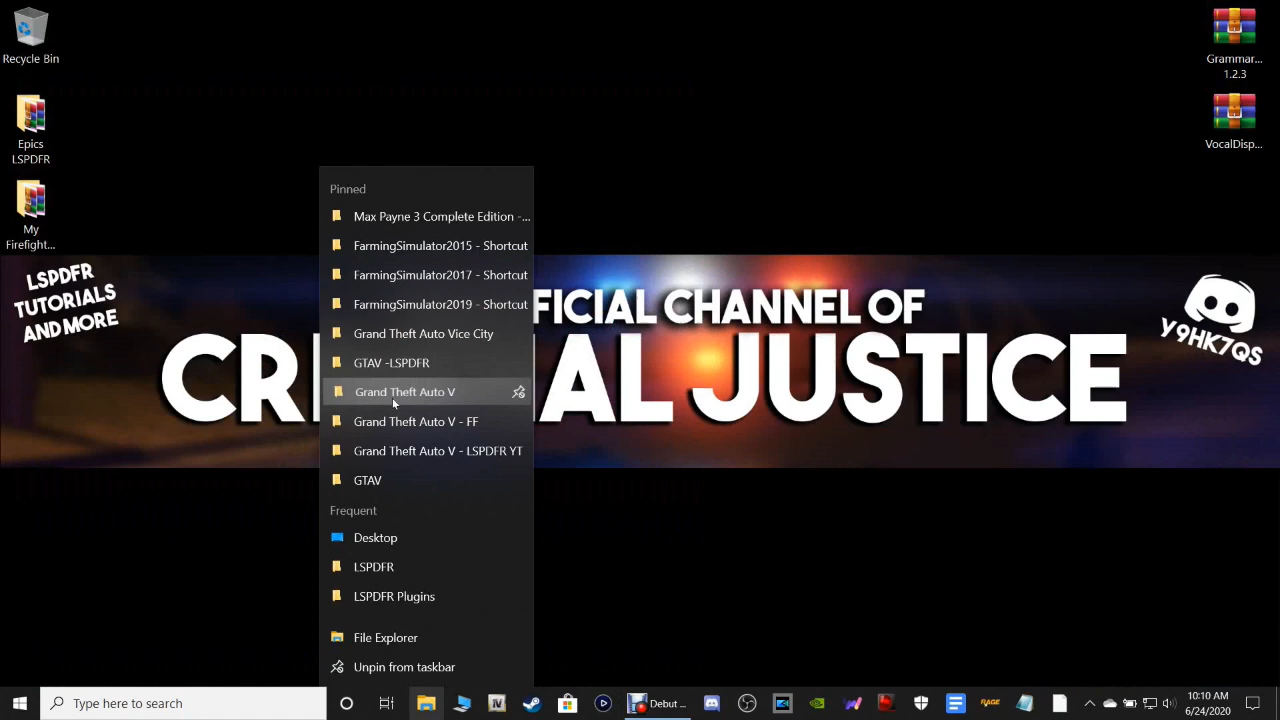 Recycle Bin
Epics
LSPDFR
My
Firefight...
Grammar...
1.2.3
VocalDisp...
LSPDFR
TUTORIALS
AND MORE
FICIAL CHANNEL OF
CR AL JUSTICE
Y9HK7QS
Pinned
Max Payne 3 Complete Edition -...
FarmingSimulator2015 - Shortcut
FarmingSimulator2017 - Shortcut
FarmingSimulator2019 - Shortcut
Grand Theft Auto Vice City
GTAV -LSPDFR
Grand Theft Auto V
Grand Theft Auto V - FF
Grand Theft Auto V - LSPDFR YT
GTAV
Frequent
Desktop
LSPDFR
LSPDFR Plugins
File Explorer
Unpin from taskbar
Type here to search
IV
Debut ...
RAGE
10:10 AM
6/24/2020